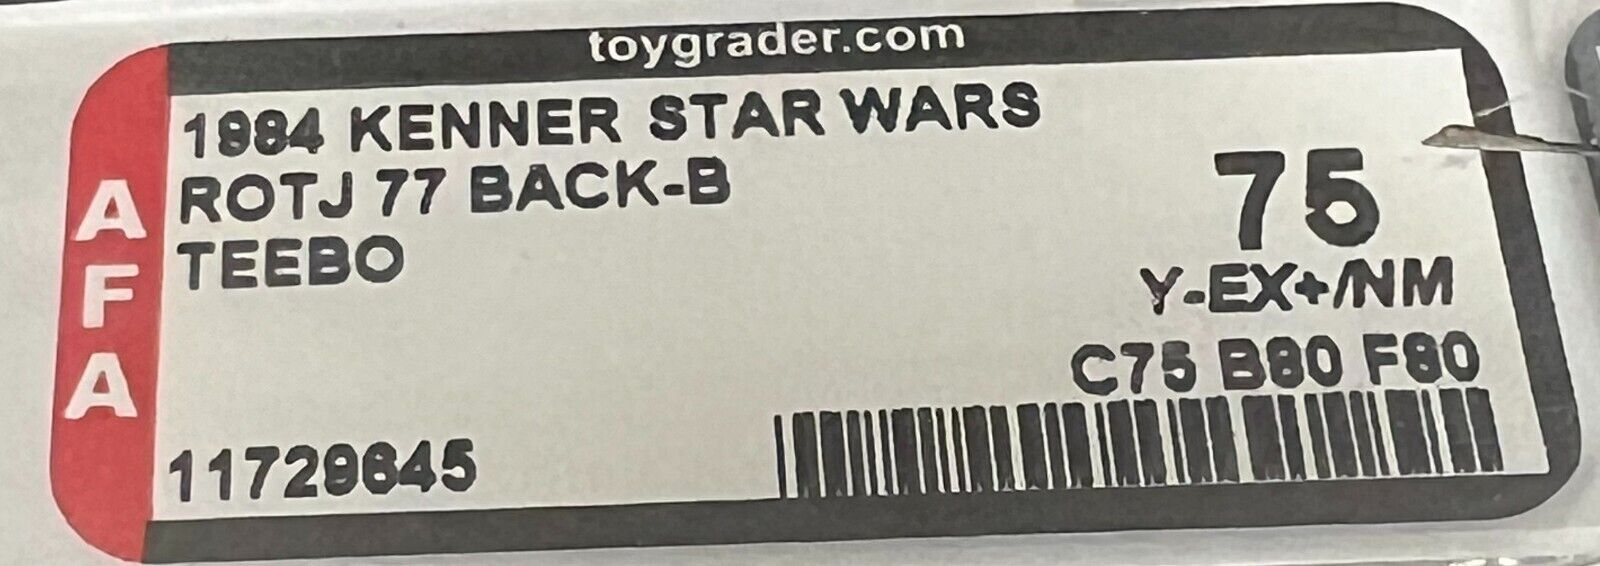 toygrader.com
AFA
1984 KENNER STAR WARS
ROTJ 77 BACK-B
TEEBO
75
Y-EX+/NM
C75 B80 F80
11729645